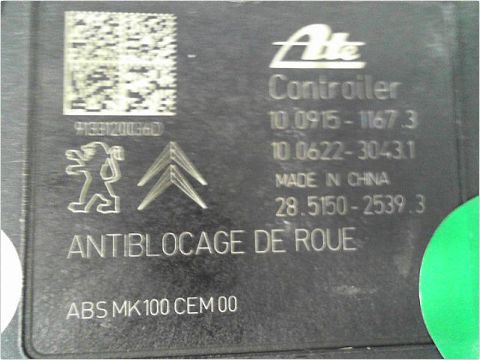 Ate
Controller
10.0915-1167.3
10.0622-3043.1
MADE IN CHINA
28.5150-2539.3
ANTIBLOCAGE DE ROUE
ABS MK100 CEM 00